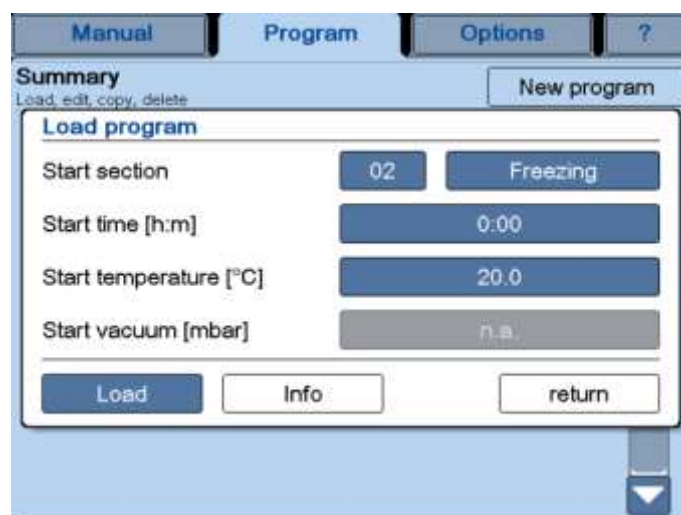 Manual Program Options ?
Summary New program
Load, edit, copy, delete
Load program
Start section 02 Freezing
Start time [h:m] 0:00
Start temperature [°C] 20.0
Start vacuum [mbar] n.a.
Load Info return